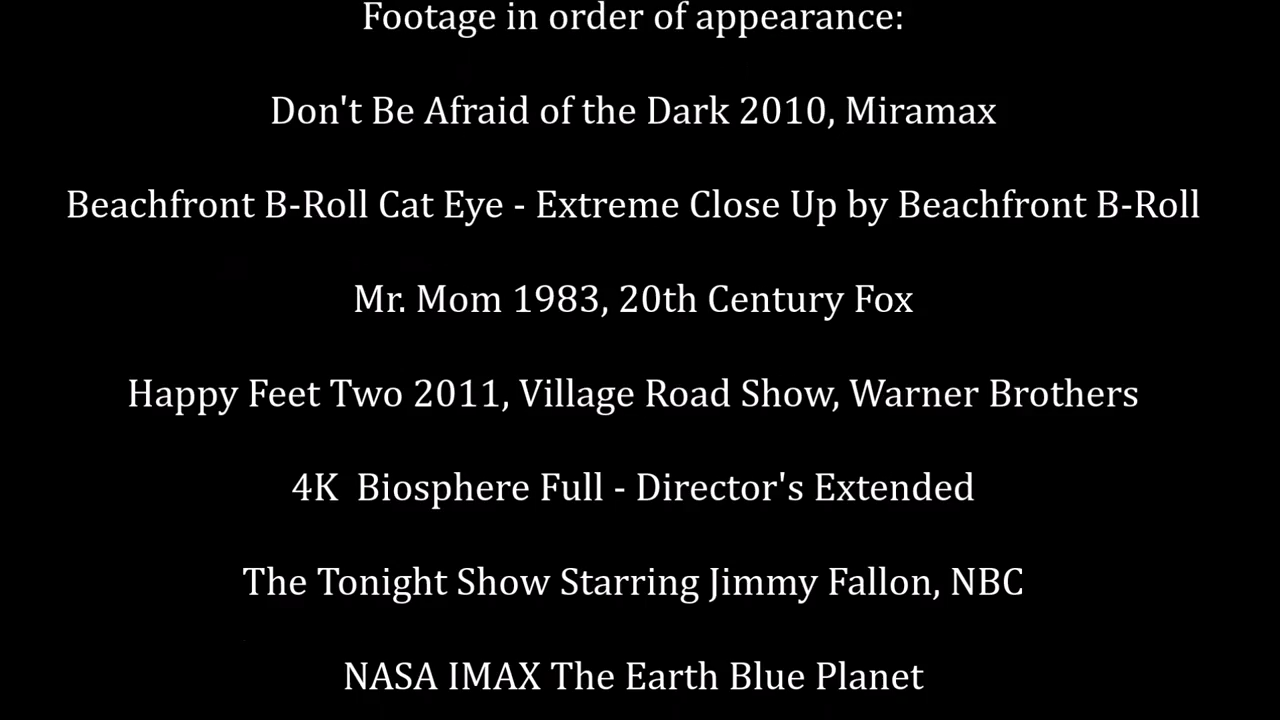 Footage in order of appearance:
Don't Be Afraid of the Dark 2010, Miramax
Beachfront B-Roll Cat Eye - Extreme Close Up by Beachfront B-Roll
Mr. Mom 1983, 20th Century Fox
Happy Feet Two 2011, Village Road Show, Warner Brothers
4K  Biosphere Full - Director's Extended
The Tonight Show Starring Jimmy Fallon, NBC
NASA IMAX The Earth Blue Planet